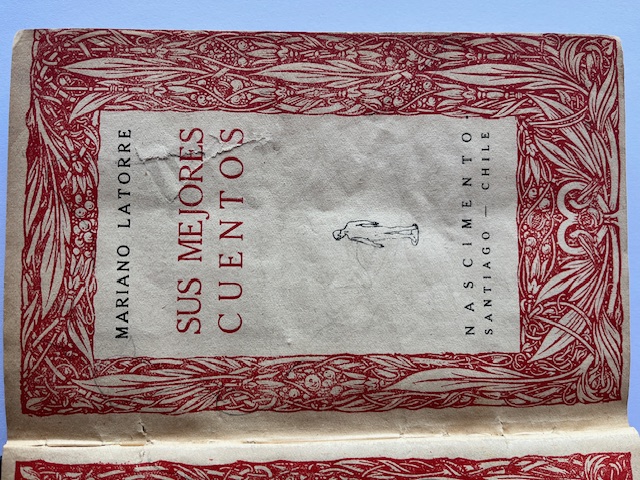 MARIANO LATORRE
SUS MEJORES
CUENTOS
NASCIMENTO
SANTIAGO — CHILE